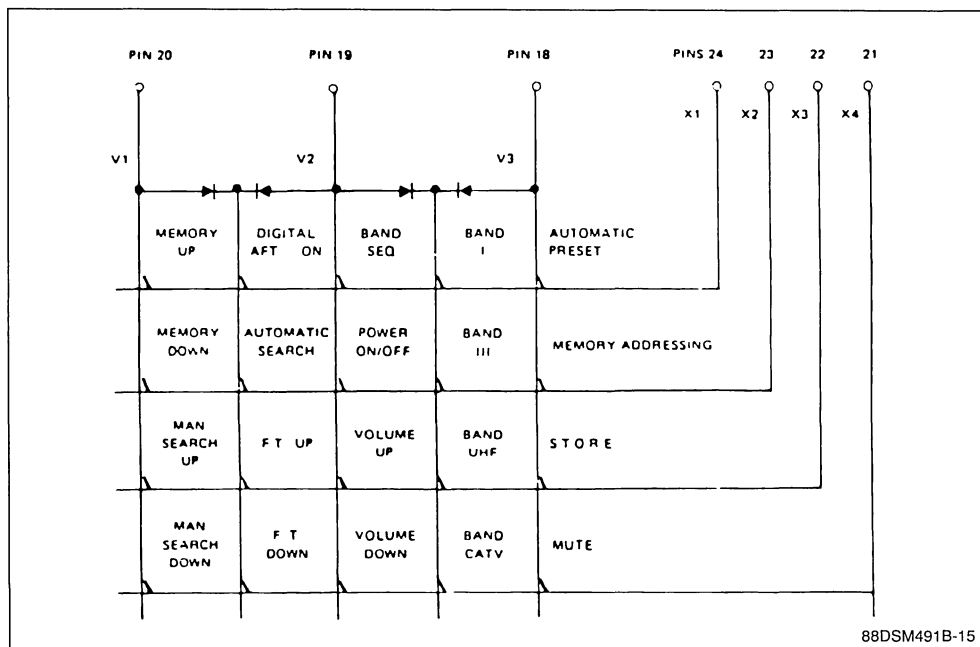 PIN 20 PIN 19 PIN 18 PINS 24 23 22 21
X1 X2 X3 X4
V1 V2 V3
MEMORY UP
DIGITAL AFT ON
BAND SEQ
BAND I
AUTOMATIC PRESET
MEMORY DOWN
AUTOMATIC SEARCH
POWER ON/OFF
BAND III
MEMORY ADDRESSING
MAN SEARCH UP
F T UP
VOLUME UP
BAND UHF
STORE
MAN SEARCH DOWN
F T DOWN
VOLUME DOWN
BAND CATV
MUTE
88DSM491B-15